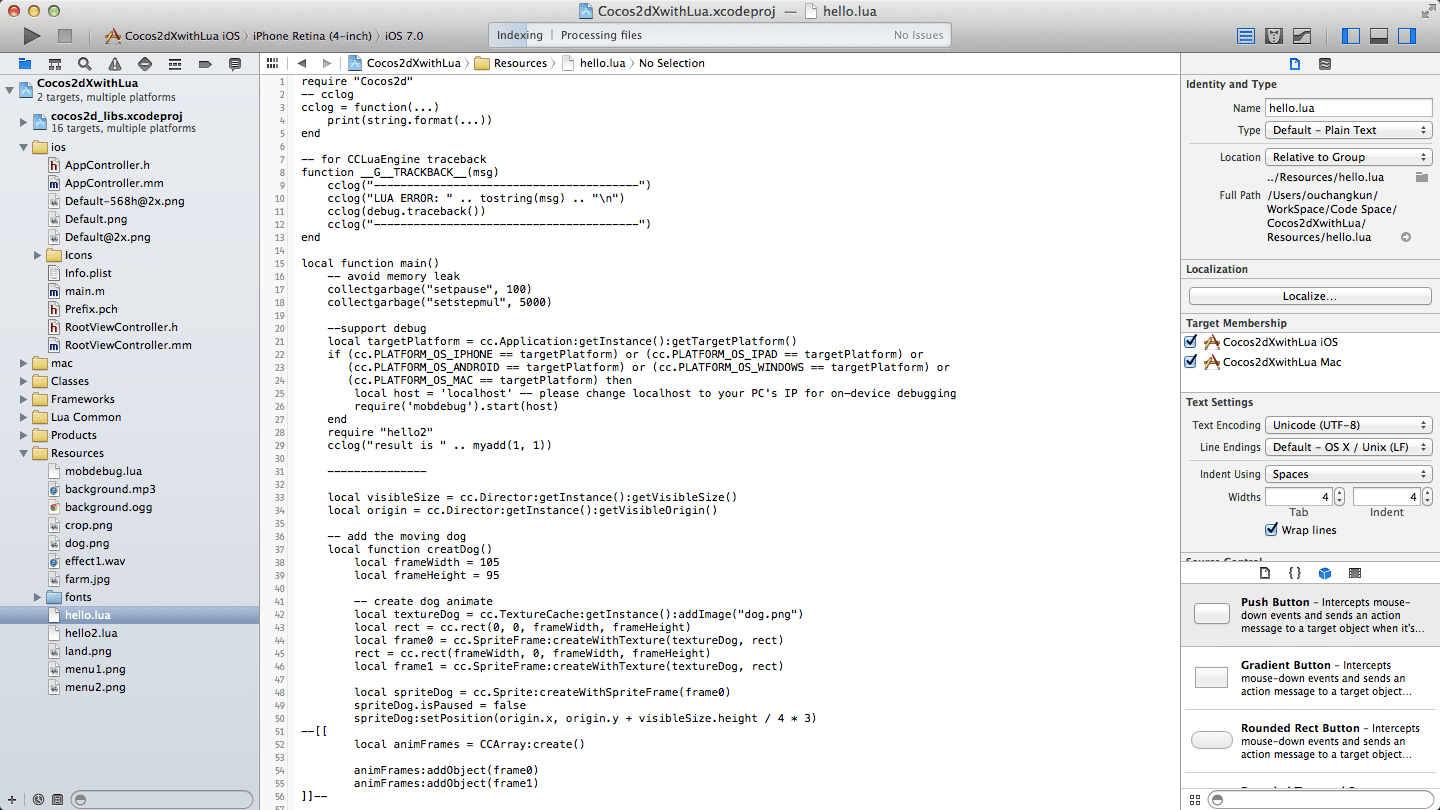 Cocos2dXwithLua.xcodeproj — hello.lua
Cocos2dXwithLua iOS iPhone Retina (4-inch) iOS 7.0
Indexing Processing files No Issues
Cocos2dXwithLua Resources hello.lua No Selection
Cocos2dXwithLua
2 targets, multiple platforms
cocos2d_libs.xcodeproj
16 targets, multiple platforms
ios
AppController.h
AppController.mm
Default-568h@2x.png
Default.png
Default@2x.png
Icons
Info.plist
main.m
Prefix.pch
RootViewController.h
RootViewController.mm
mac
Classes
Frameworks
Lua Common
Products
Resources
mobdebug.lua
background.mp3
background.ogg
crop.png
dog.png
effect1.wav
farm.jpg
fonts
hello.lua
hello2.lua
land.png
menu1.png
menu2.png
1 require "Cocos2d"
2 -- cclog
3 cclog = function(...)
4     print(string.format(...))
5 end
6
7 -- for CCLuaEngine traceback
8 function __G__TRACKBACK__(msg)
9     cclog("----------------------------------------")
10     cclog("LUA ERROR: " .. tostring(msg) .. "\n")
11     cclog(debug.traceback())
12     cclog("----------------------------------------")
13 end
14
15 local function main()
16     -- avoid memory leak
17     collectgarbage("setpause", 100)
18     collectgarbage("setstepmul", 5000)
19
20     --support debug
21     local targetPlatform = cc.Application:getInstance():getTargetPlatform()
22     if (cc.PLATFORM_OS_IPHONE == targetPlatform) or (cc.PLATFORM_OS_IPAD == targetPlatform) or
23        (cc.PLATFORM_OS_ANDROID == targetPlatform) or (cc.PLATFORM_OS_WINDOWS == targetPlatform) or
24        (cc.PLATFORM_OS_MAC == targetPlatform) then
25         local host = 'localhost' -- please change localhost to your PC's IP for on-device debugging
26         require('mobdebug').start(host)
27     end
28     require "hello2"
29     cclog("result is " .. myadd(1, 1))
30
31     ---------------
32
33     local visibleSize = cc.Director:getInstance():getVisibleSize()
34     local origin = cc.Director:getInstance():getVisibleOrigin()
35
36     -- add the moving dog
37     local function creatDog()
38         local frameWidth = 105
39         local frameHeight = 95
40
41         -- create dog animate
42         local textureDog = cc.TextureCache:getInstance():addImage("dog.png")
43         local rect = cc.rect(0, 0, frameWidth, frameHeight)
44         local frame0 = cc.SpriteFrame:createWithTexture(textureDog, rect)
45         rect = cc.rect(frameWidth, 0, frameWidth, frameHeight)
46         local frame1 = cc.SpriteFrame:createWithTexture(textureDog, rect)
47
48         local spriteDog = cc.Sprite:createWithSpriteFrame(frame0)
49         spriteDog.isPaused = false
50         spriteDog:setPosition(origin.x, origin.y + visibleSize.height / 4 * 3)
51 --[[
52         local animFrames = CCArray:create()
53
54         animFrames:addObject(frame0)
55         animFrames:addObject(frame1)
56 ]]--
Identity and Type
Name hello.lua
Type Default - Plain Text
Location Relative to Group
../Resources/hello.lua
Full Path /Users/ouchangkun/
WorkSpace/Code Space/
Cocos2dXwithLua/
Resources/hello.lua
Localization
Localize...
Target Membership
Cocos2dXwithLua iOS
Cocos2dXwithLua Mac
Text Settings
Text Encoding Unicode (UTF-8)
Line Endings Default - OS X / Unix (LF)
Indent Using Spaces
Widths 4 4
Tab Indent
Wrap lines
Source Control
Push Button - Intercepts mouse-
down events and sends an action
message to a target object when it's...
Gradient Button - Intercepts
mouse-down events and sends an
action message to a target object...
Rounded Rect Button - Intercepts
mouse-down events and sends an
action message to a target object...